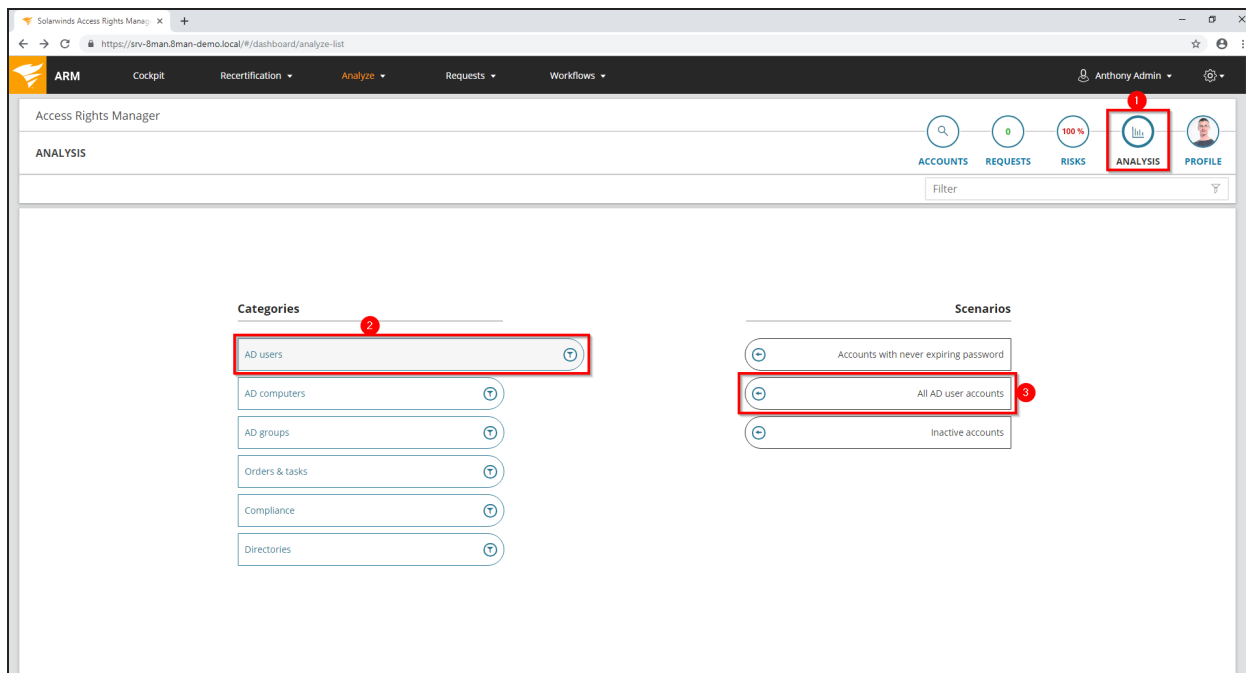 Solarwinds Access Rights Manag
https://srv-8man.8man-demo.local/#/dashboard/analyze-list
ARM Cockpit Recertification Analyze Requests Workflows Anthony Admin
1
Access Rights Manager
0 100 %
ANALYSIS
ACCOUNTS REQUESTS RISKS ANALYSIS PROFILE
Filter
Categories Scenarios
2
AD users Accounts with never expiring password
AD computers All AD user accounts 3
AD groups Inactive accounts
Orders & tasks
Compliance
Directories